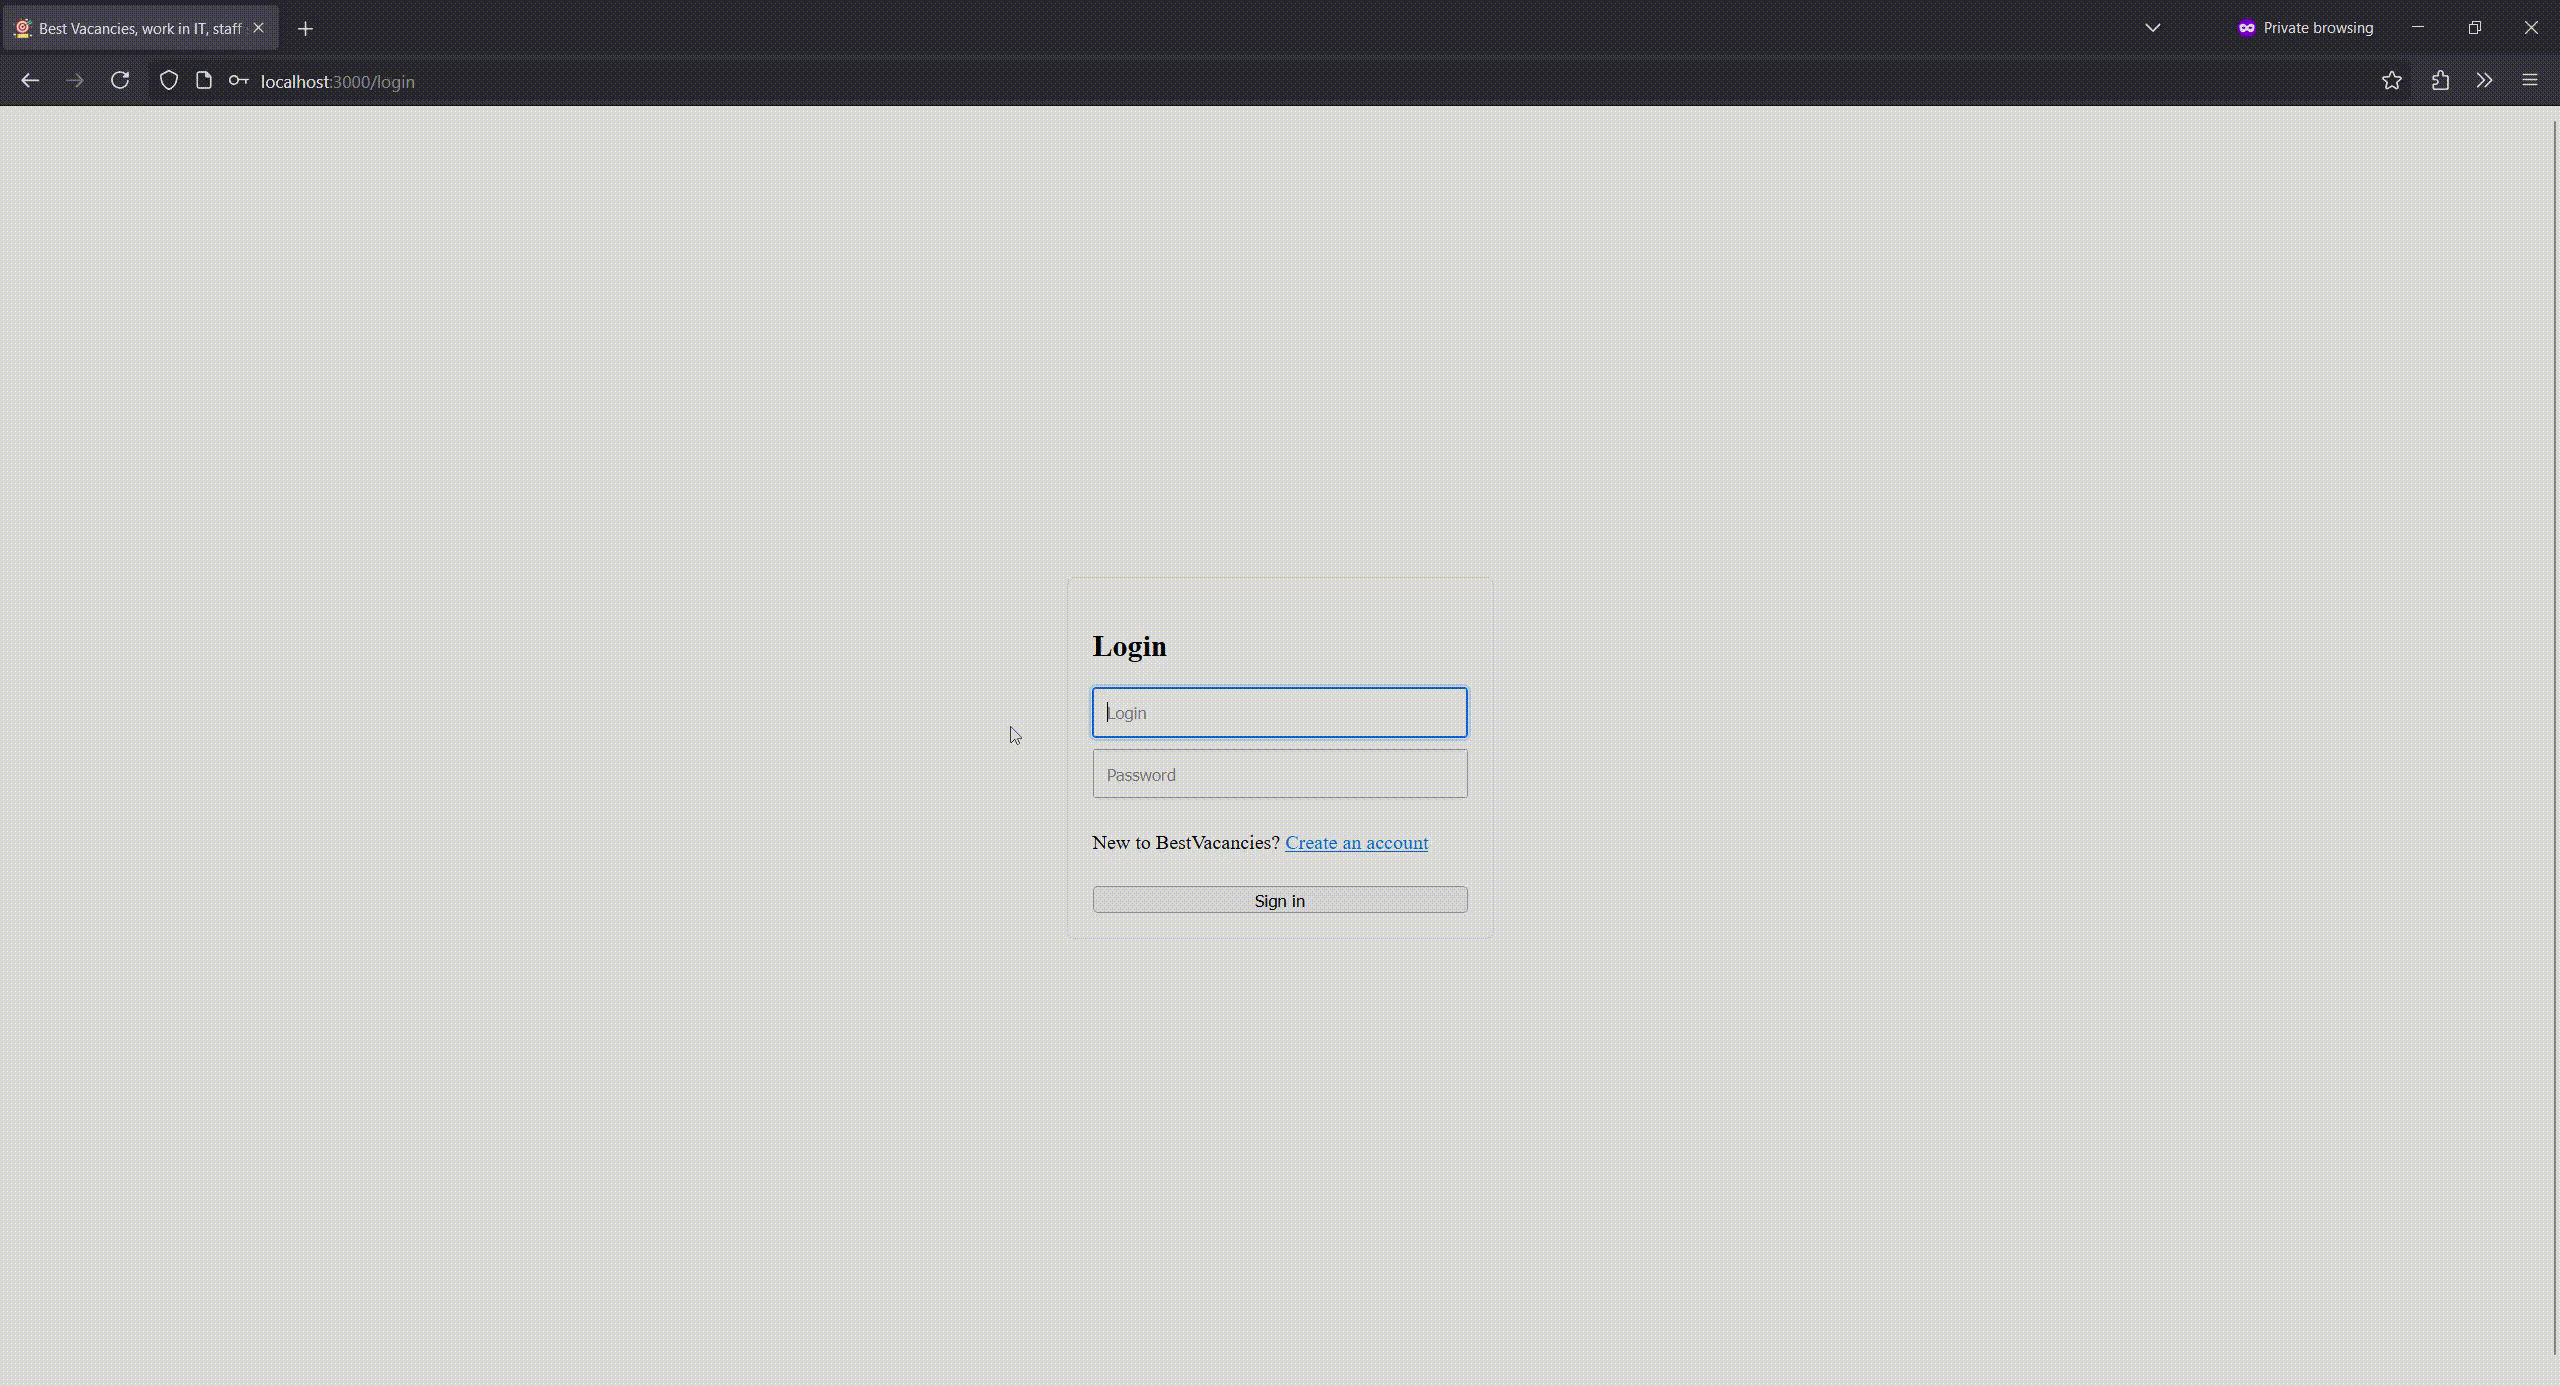 Best Vacancies, work in IT, staff
Private browsing
localhost:3000/login
Login
Login
Password
New to BestVacancies? Create an account
Sign in